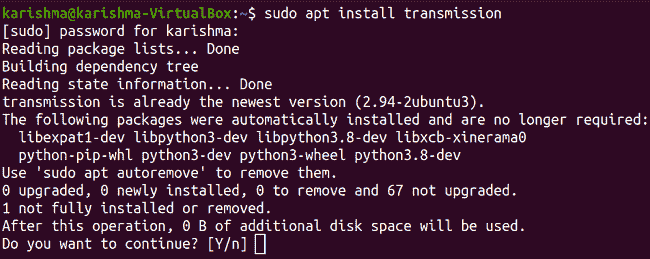 karishma@karishma-VirtualBox:~$ sudo apt install transmission
[sudo] password for karishma:
Reading package lists... Done
Building dependency tree
Reading state information... Done
transmission is already the newest version (2.94-2ubuntu3).
The following packages were automatically installed and are no longer required:
  libexpat1-dev libpython3-dev libpython3.8-dev libxcb-xinerama0
  python-pip-whl python3-dev python3-wheel python3.8-dev
Use 'sudo apt autoremove' to remove them.
0 upgraded, 0 newly installed, 0 to remove and 67 not upgraded.
1 not fully installed or removed.
After this operation, 0 B of additional disk space will be used.
Do you want to continue? [Y/n]